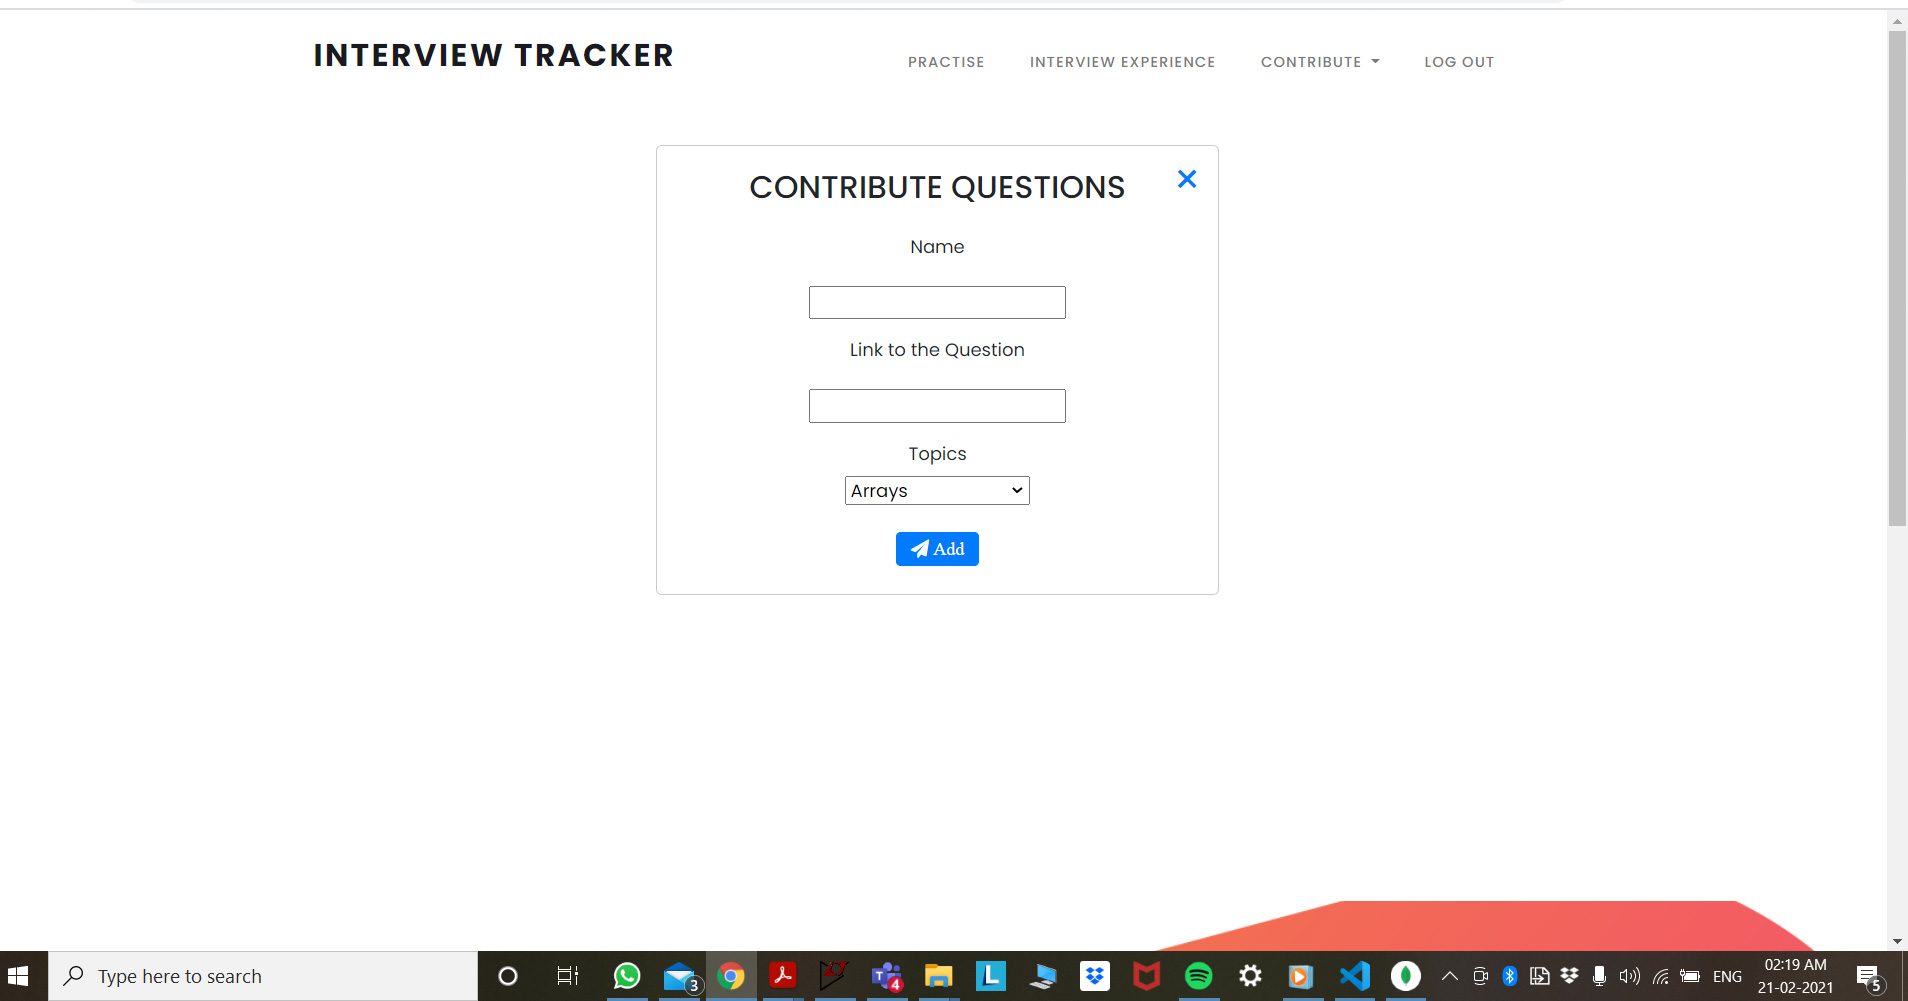 INTERVIEW TRACKER
PRACTISE
INTERVIEW EXPERIENCE
CONTRIBUTE
LOG OUT
CONTRIBUTE QUESTIONS
Name
Link to the Question
Topics
Arrays
Add
Type here to search
3
4
L
ENG
02:19 AM
21-02-2021
5